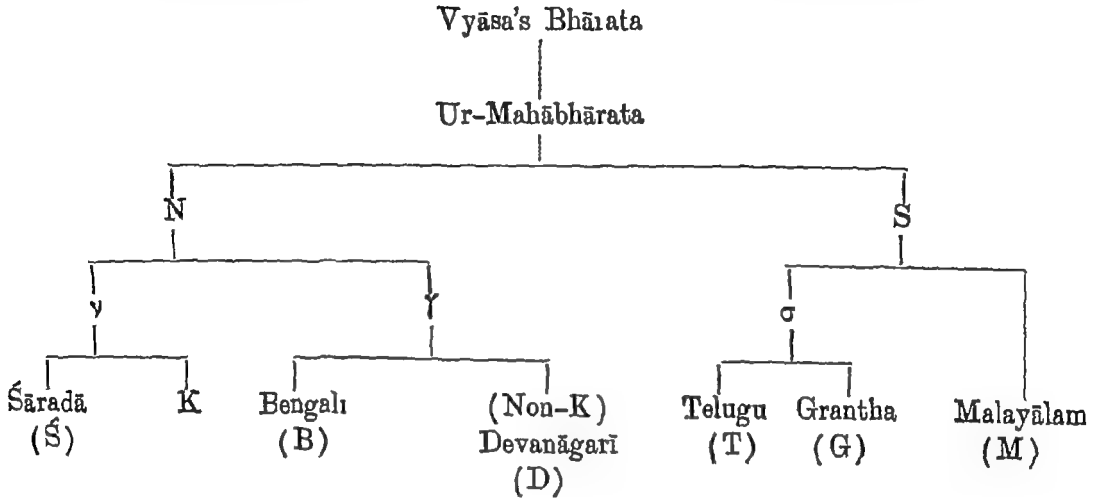 Vyāsa's Bhārata
Ur-Mahābhārata
N S
ν γ σ
Śāradā K Bengali (Non-K) Telugu Grantha Malayālam
(Ś) (B) Devanāgarī (T) (G) (M)
(D)